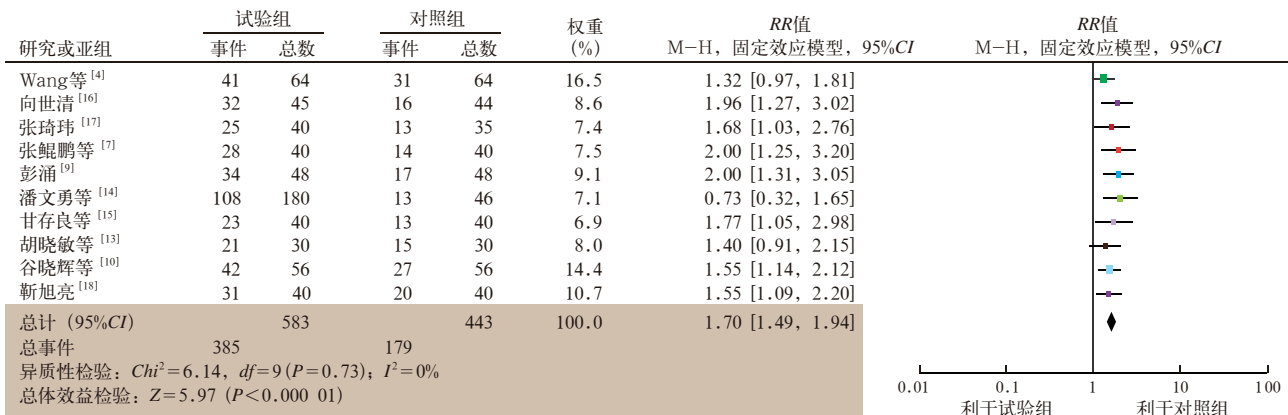 试验组 对照组 权重 RR值 RR值
研究或亚组 事件 总数 事件 总数 (%) M-H，固定效应模型，95%CI M-H，固定效应模型，95%CI
Wang等[4] 41 64 31 64 16.5 1.32 [0.97, 1.81]
向世清[16] 32 45 16 44 8.6 1.96 [1.27, 3.02]
张琦玮[17] 25 40 13 35 7.4 1.68 [1.03, 2.76]
张鲲鹏等[7] 28 40 14 40 7.5 2.00 [1.25, 3.20]
彭涌[9] 34 48 17 48 9.1 2.00 [1.31, 3.05]
潘文勇等[14] 108 180 13 46 7.1 0.73 [0.32, 1.65]
甘存良等[15] 23 40 13 40 6.9 1.77 [1.05, 2.98]
胡晓敏等[13] 21 30 15 30 8.0 1.40 [0.91, 2.15]
谷晓辉等[10] 42 56 27 56 14.4 1.55 [1.14, 2.12]
靳旭亮[18] 31 40 20 40 10.7 1.55 [1.09, 2.20]
总计（95%CI） 583 443 100.0 1.70 [1.49, 1.94]
总事件 385 179
异质性检验：Chi²=6.14，df=9(P=0.73)；I²=0%
总体效益检验：Z=5.97（P<0.000 01）
0.01 0.1 1 10 100
利于试验组 利于对照组